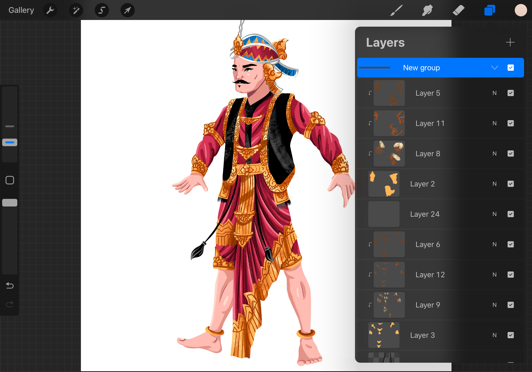 Gallery
Layers
New group
Layer 5 N
Layer 11 N
Layer 8 N
Layer 2 N
Layer 24 N
Layer 6 N
Layer 12 N
Layer 9 N
Layer 3 N